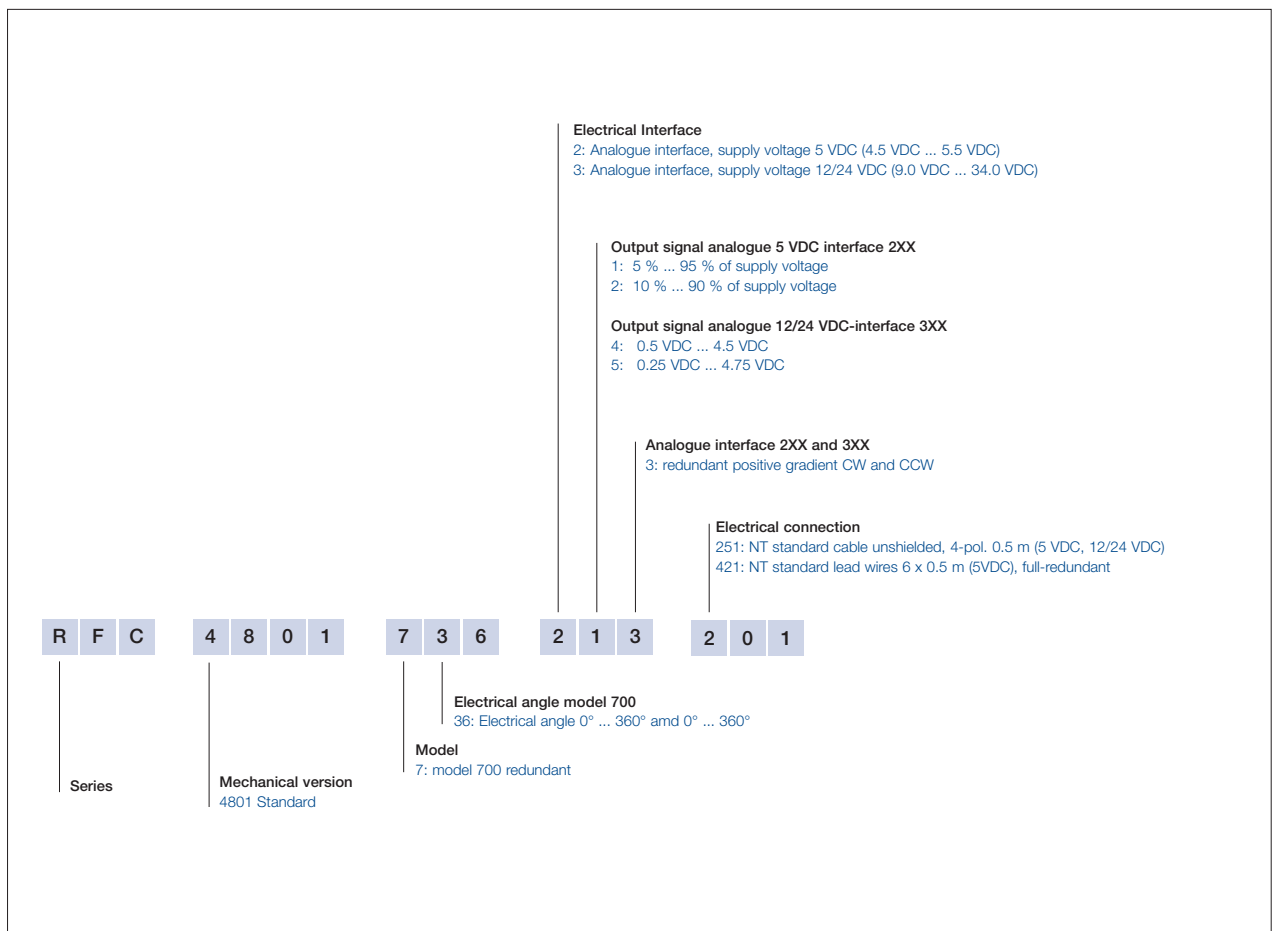 Electrical Interface
2: Analogue interface, supply voltage 5 VDC (4.5 VDC ... 5.5 VDC)
3: Analogue interface, supply voltage 12/24 VDC (9.0 VDC ... 34.0 VDC)
Output signal analogue 5 VDC interface 2XX
1: 5 % ... 95 % of supply voltage
2: 10 % ... 90 % of supply voltage
Output signal analogue 12/24 VDC-interface 3XX
4: 0.5 VDC ... 4.5 VDC
5: 0.25 VDC ... 4.75 VDC
Analogue interface 2XX and 3XX
3: redundant positive gradient CW and CCW
Electrical connection
251: NT standard cable unshielded, 4-pol. 0.5 m (5 VDC, 12/24 VDC)
421: NT standard lead wires 6 x 0.5 m (5VDC), full-redundant
R F C 4 8 0 1 7 3 6 2 1 3 2 0 1
Electrical angle model 700
36: Electrical angle 0° ... 360° amd 0° ... 360°
Model
7: model 700 redundant
Series
Mechanical version
4801 Standard